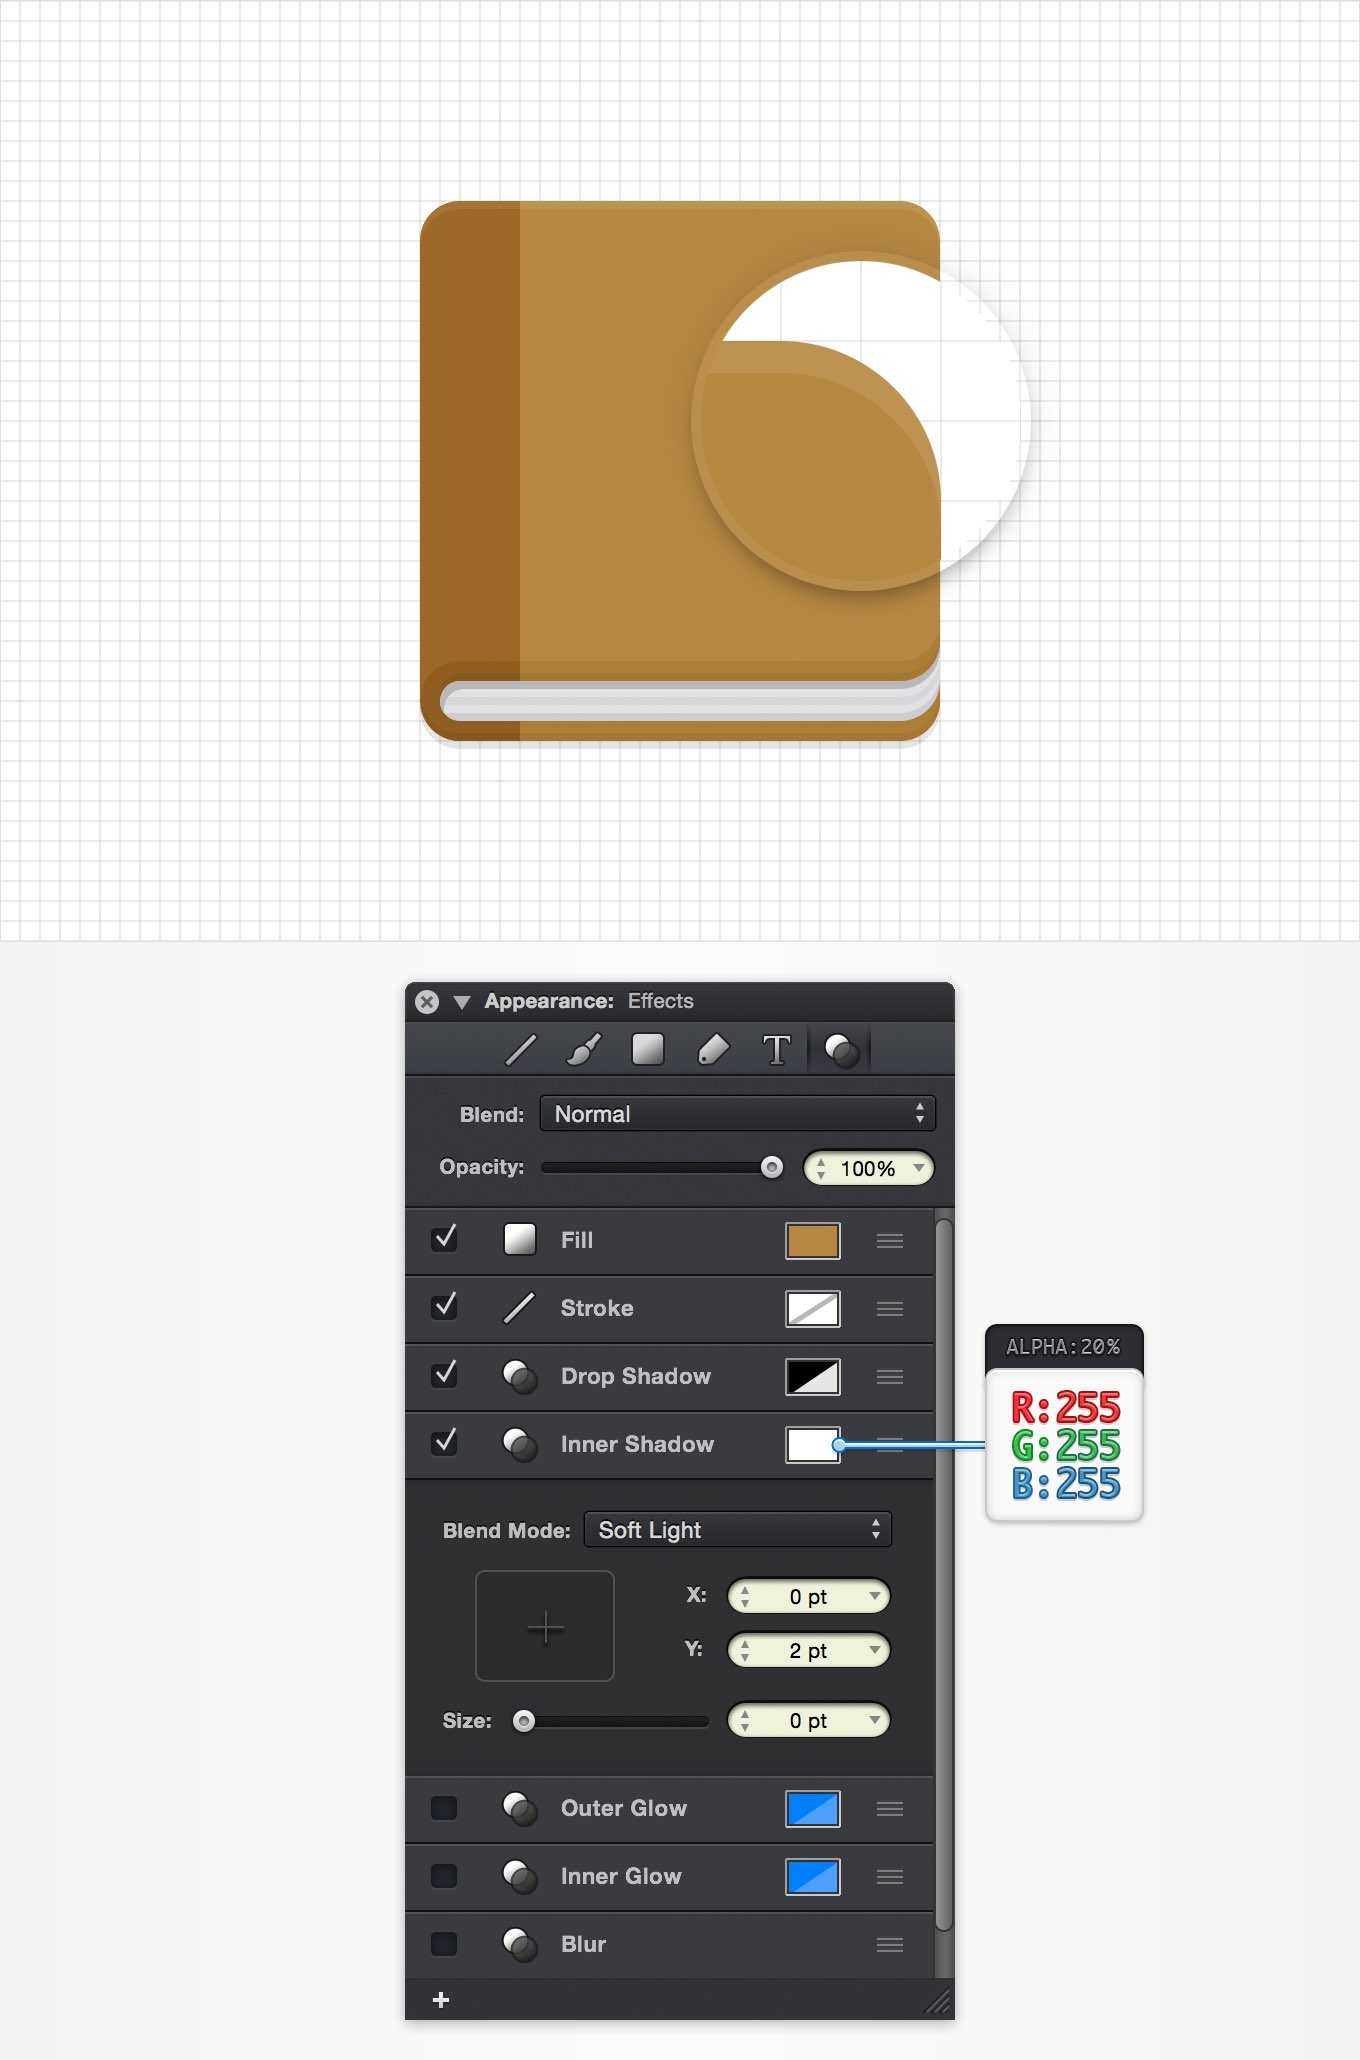 Appearance: Effects
T
Blend: Normal
Opacity: 100%
Fill
Stroke
ALPHA:20%
Drop Shadow
R:255
Inner Shadow
G:255
B:255
Blend Mode: Soft Light
X: 0 pt
Y: 2 pt
Size: 0 pt
Outer Glow
Inner Glow
Blur